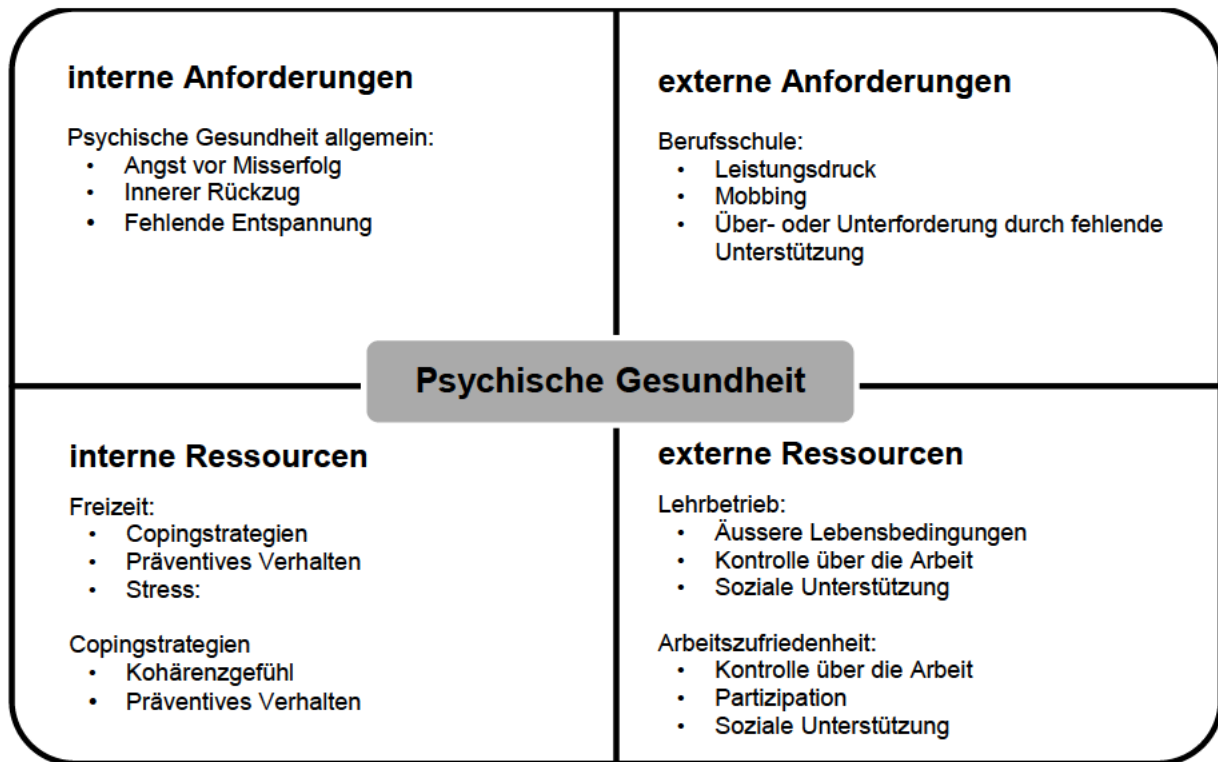 interne Anforderungen
Psychische Gesundheit allgemein:
• Angst vor Misserfolg
• Innerer Rückzug
• Fehlende Entspannung
externe Anforderungen
Berufsschule:
• Leistungsdruck
• Mobbing
• Über- oder Unterforderung durch fehlende
Unterstützung
Psychische Gesundheit
interne Ressourcen
Freizeit:
• Copingstrategien
• Präventives Verhalten
• Stress:
Copingstrategien
• Kohärenzgefühl
• Präventives Verhalten
externe Ressourcen
Lehrbetrieb:
• Äussere Lebensbedingungen
• Kontrolle über die Arbeit
• Soziale Unterstützung
Arbeitszufriedenheit:
• Kontrolle über die Arbeit
• Partizipation
• Soziale Unterstützung